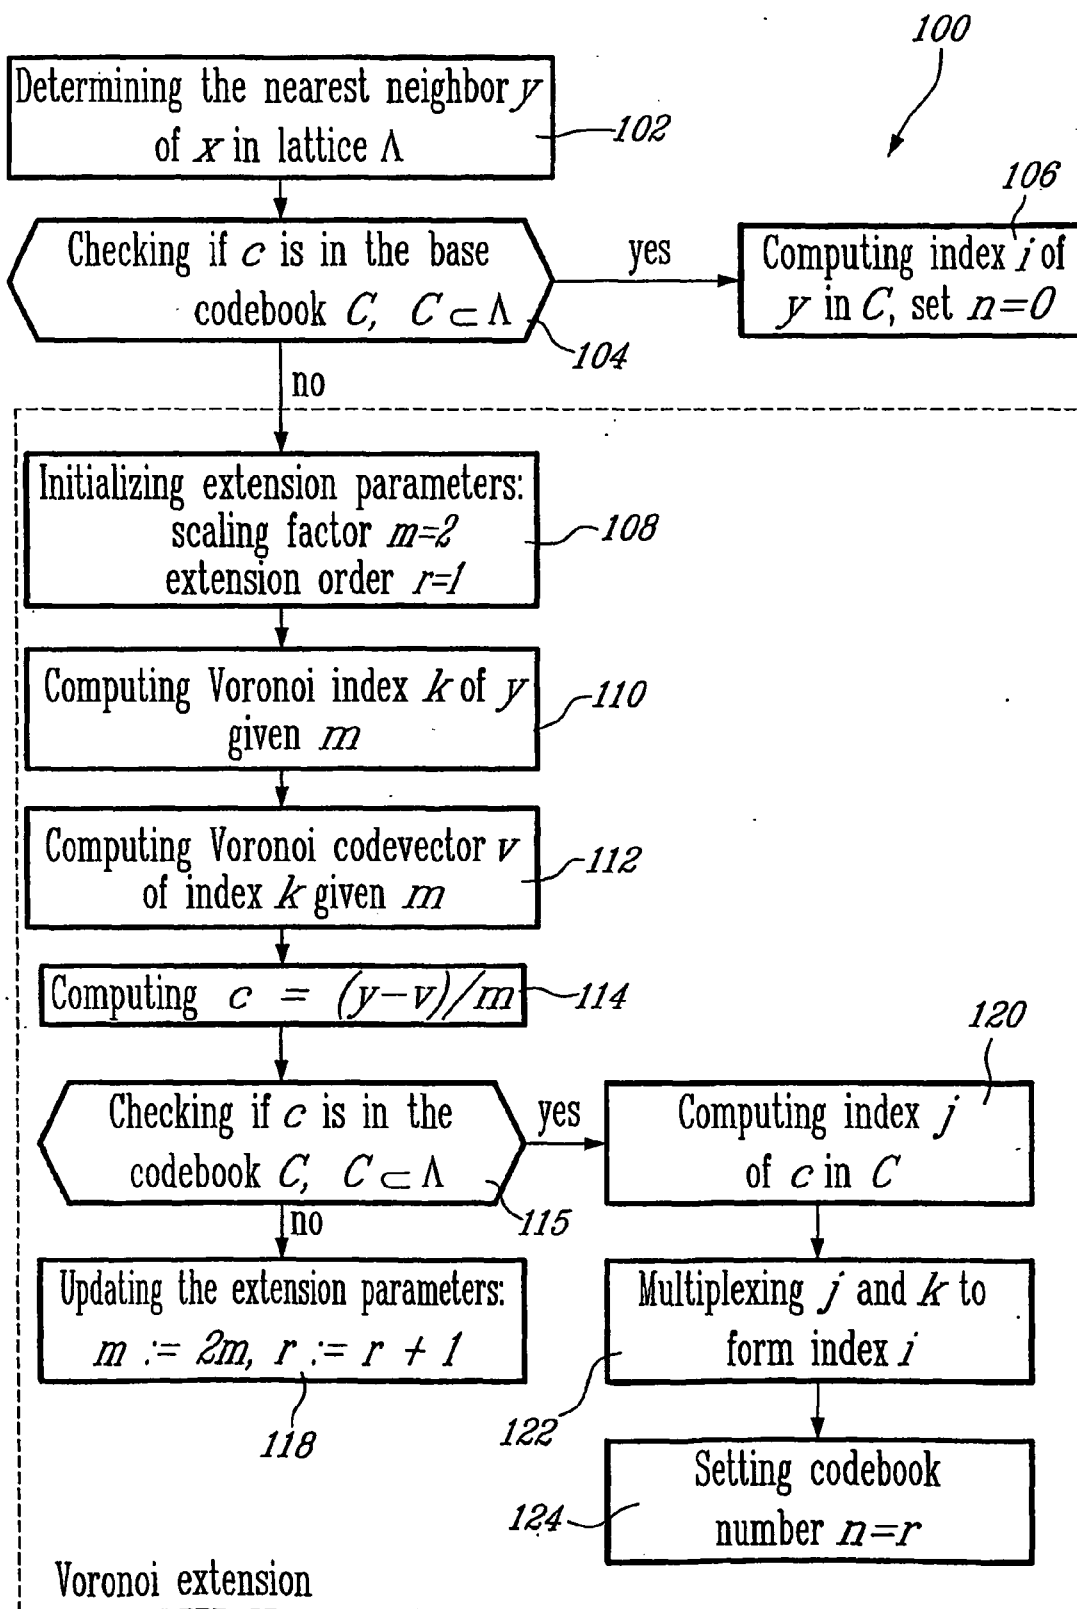 100
Determining the nearest neighbor y
of x in lattice Λ
102
Checking if c is in the base
codebook C, C ⊂ Λ
104
yes
106
Computing index i of
y in C, set n=0
no
Initializing extension parameters:
scaling factor m=2
extension order r=1
108
Computing Voronoi index k of y
given m
110
Computing Voronoi codevector v
of index k given m
112
Computing c = (y-v)/m
114
Checking if c is in the
codebook C, C ⊂ Λ
115
yes
120
Computing index j
of c in C
no
Updating the extension parameters:
m := 2m, r := r + 1
118
Multiplexing j and k to
form index i
122
Setting codebook
number n=r
124
Voronoi extension